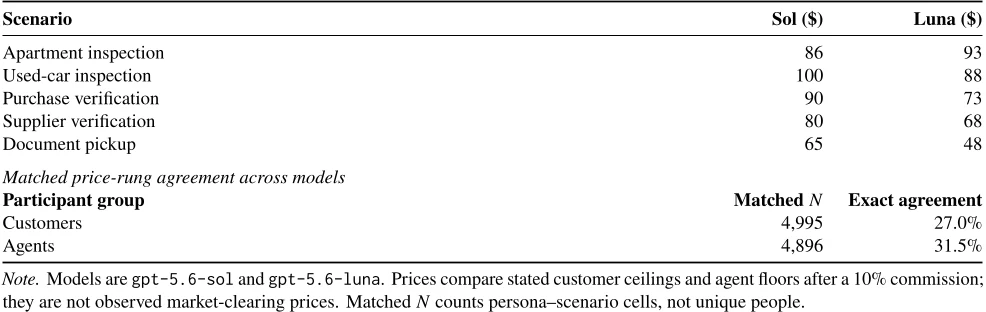 Scenario Sol ($) Luna ($)
Apartment inspection 86 93
Used-car inspection 100 88
Purchase verification 90 73
Supplier verification 80 68
Document pickup 65 48
Matched price-rung agreement across models
Participant group Matched N Exact agreement
Customers 4,995 27.0%
Agents 4,896 31.5%
Note. Models are gpt-5.6-sol and gpt-5.6-luna. Prices compare stated customer ceilings and agent floors after a 10% commission;
they are not observed market-clearing prices. Matched N counts persona–scenario cells, not unique people.